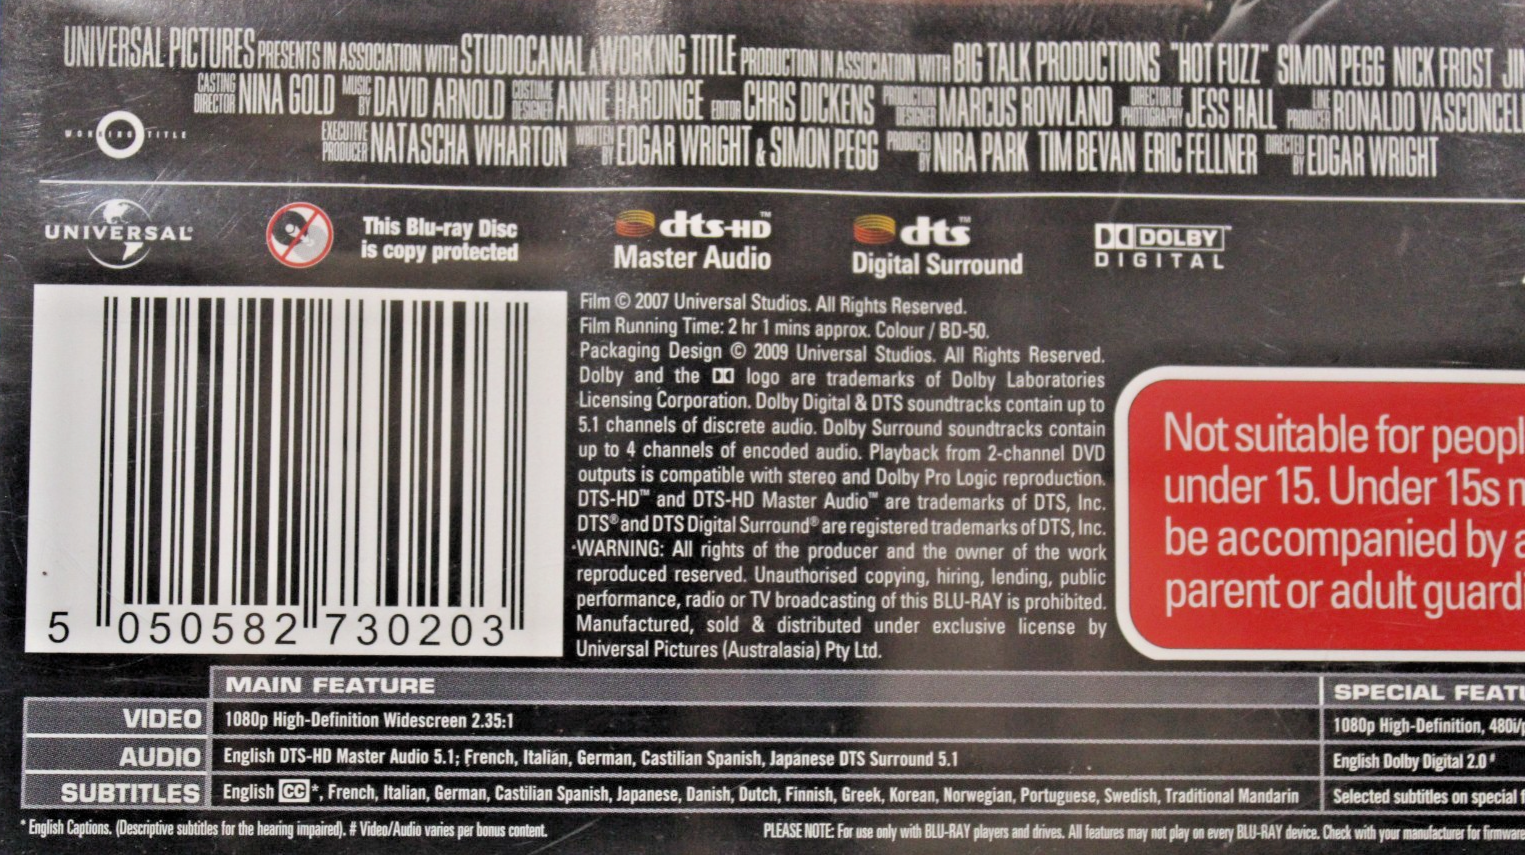 UNIVERSAL PICTURES PRESENTS IN ASSOCIATION WITH STUDIOCANAL A WORKING TITLE PRODUCTION IN ASSOCIATION WITH BIG TALK PRODUCTIONS "HOT FUZZ" SIMON PEGG NICK FROST
CASTING DIRECTOR NINA GOLD MUSIC BY DAVID ARNOLD COSTUME DESIGNER ANNIE HARDINGE EDITOR CHRIS DICKENS PRODUCTION DESIGNER MARCUS ROWLAND DIRECTOR OF PHOTOGRAPHY JESS HALL LINE PRODUCER RONALDO VASCONCELL
WORKING TITLE
EXECUTIVE PRODUCER NATASCHA WHARTON WRITTEN BY EDGAR WRIGHT & SIMON PEGG PRODUCED BY NIRA PARK TIM BEVAN ERIC FELLNER DIRECTED BY EDGAR WRIGHT
UNIVERSAL®
This Blu-ray Disc
is copy protected
dts-HD™
Master Audio
dts™
Digital Surround
DOLBY™
DIGITAL
Film © 2007 Universal Studios. All Rights Reserved.
Film Running Time: 2 hr 1 mins approx. Colour / BD-50.
Packaging Design © 2009 Universal Studios. All Rights Reserved.
Dolby and the logo are trademarks of Dolby Laboratories
Licensing Corporation. Dolby Digital & DTS soundtracks contain up to
5.1 channels of discrete audio. Dolby Surround soundtracks contain
up to 4 channels of encoded audio. Playback from 2-channel DVD
outputs is compatible with stereo and Dolby Pro Logic reproduction.
DTS-HD™ and DTS-HD Master Audio™ are trademarks of DTS, Inc.
DTS® and DTS Digital Surround® are registered trademarks of DTS, Inc.
WARNING: All rights of the producer and the owner of the work
reproduced reserved. Unauthorised copying, hiring, lending, public
performance, radio or TV broadcasting of this BLU-RAY is prohibited.
Manufactured, sold & distributed under exclusive license by
Universal Pictures (Australasia) Pty Ltd.
5 050582 730203
Not suitable for peopl
under 15. Under 15s m
be accompanied by a
parent or adult guardi
MAIN FEATURE
SPECIAL FEATU
VIDEO 1080p High-Definition Widescreen 2.35:1
1080p High-Definition, 480i/p
AUDIO English DTS-HD Master Audio 5.1; French, Italian, German, Castilian Spanish, Japanese DTS Surround 5.1
English Dolby Digital 2.0 #
SUBTITLES English CC*, French, Italian, German, Castilian Spanish, Japanese, Danish, Dutch, Finnish, Greek, Korean, Norwegian, Portuguese, Swedish, Traditional Mandarin
Selected subtitles on special f
* English Captions. (Descriptive subtitles for the hearing impaired). # Video/Audio varies per bonus content.
PLEASE NOTE: For use only with BLU-RAY players and drives. All features may not play on every BLU-RAY device. Check with your manufacturer for firmware